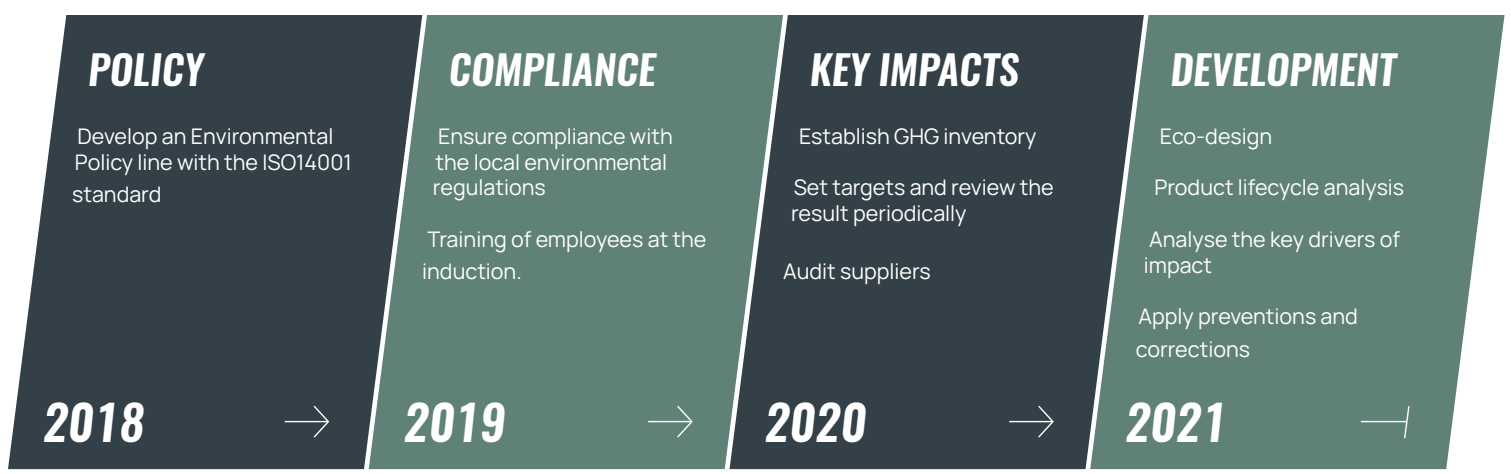 POLICY
Develop an Environmental
Policy line with the ISO14001
standard
2018
COMPLIANCE
Ensure compliance with
the local environmental
regulations
Training of employees at the
induction.
2019
KEY IMPACTS
Establish GHG inventory
Set targets and review the
result periodically
Audit suppliers
2020
DEVELOPMENT
Eco-design
Product lifecycle analysis
Analyse the key drivers of
impact
Apply preventions and
corrections
2021